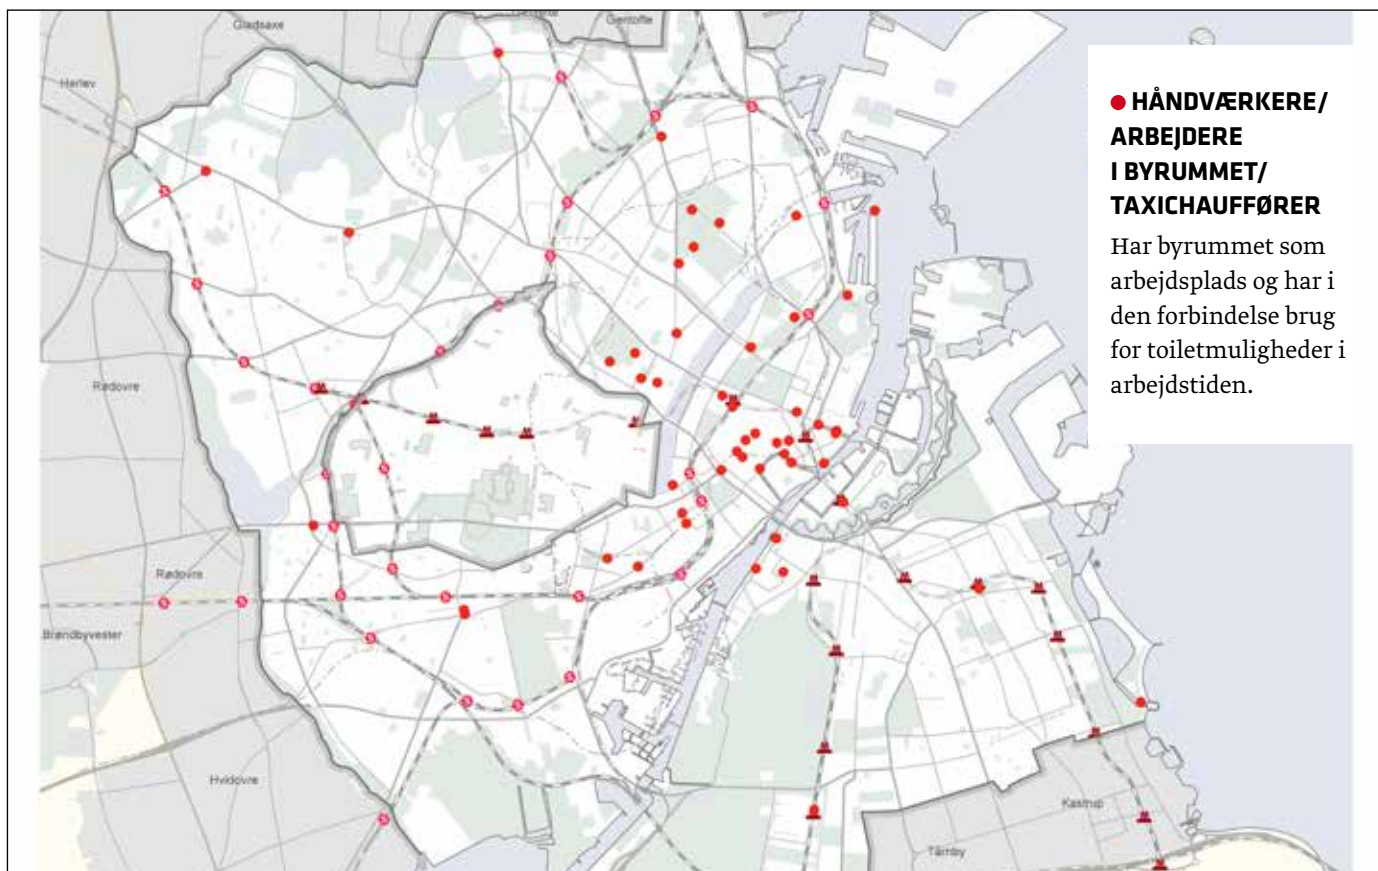 Gladsaxe
Gentofte
Herlev
Rødovre
Rødovre
Brøndbyvester
Hvidovre
Kastrup
Tårnby
HÅNDVÆRKERE/
ARBEJDERE
I BYRUMMET/
TAXICHAUFFØRER
Har byrummet som
arbejdsplads og har i
den forbindelse brug
for toiletmuligheder i
arbejdstiden.